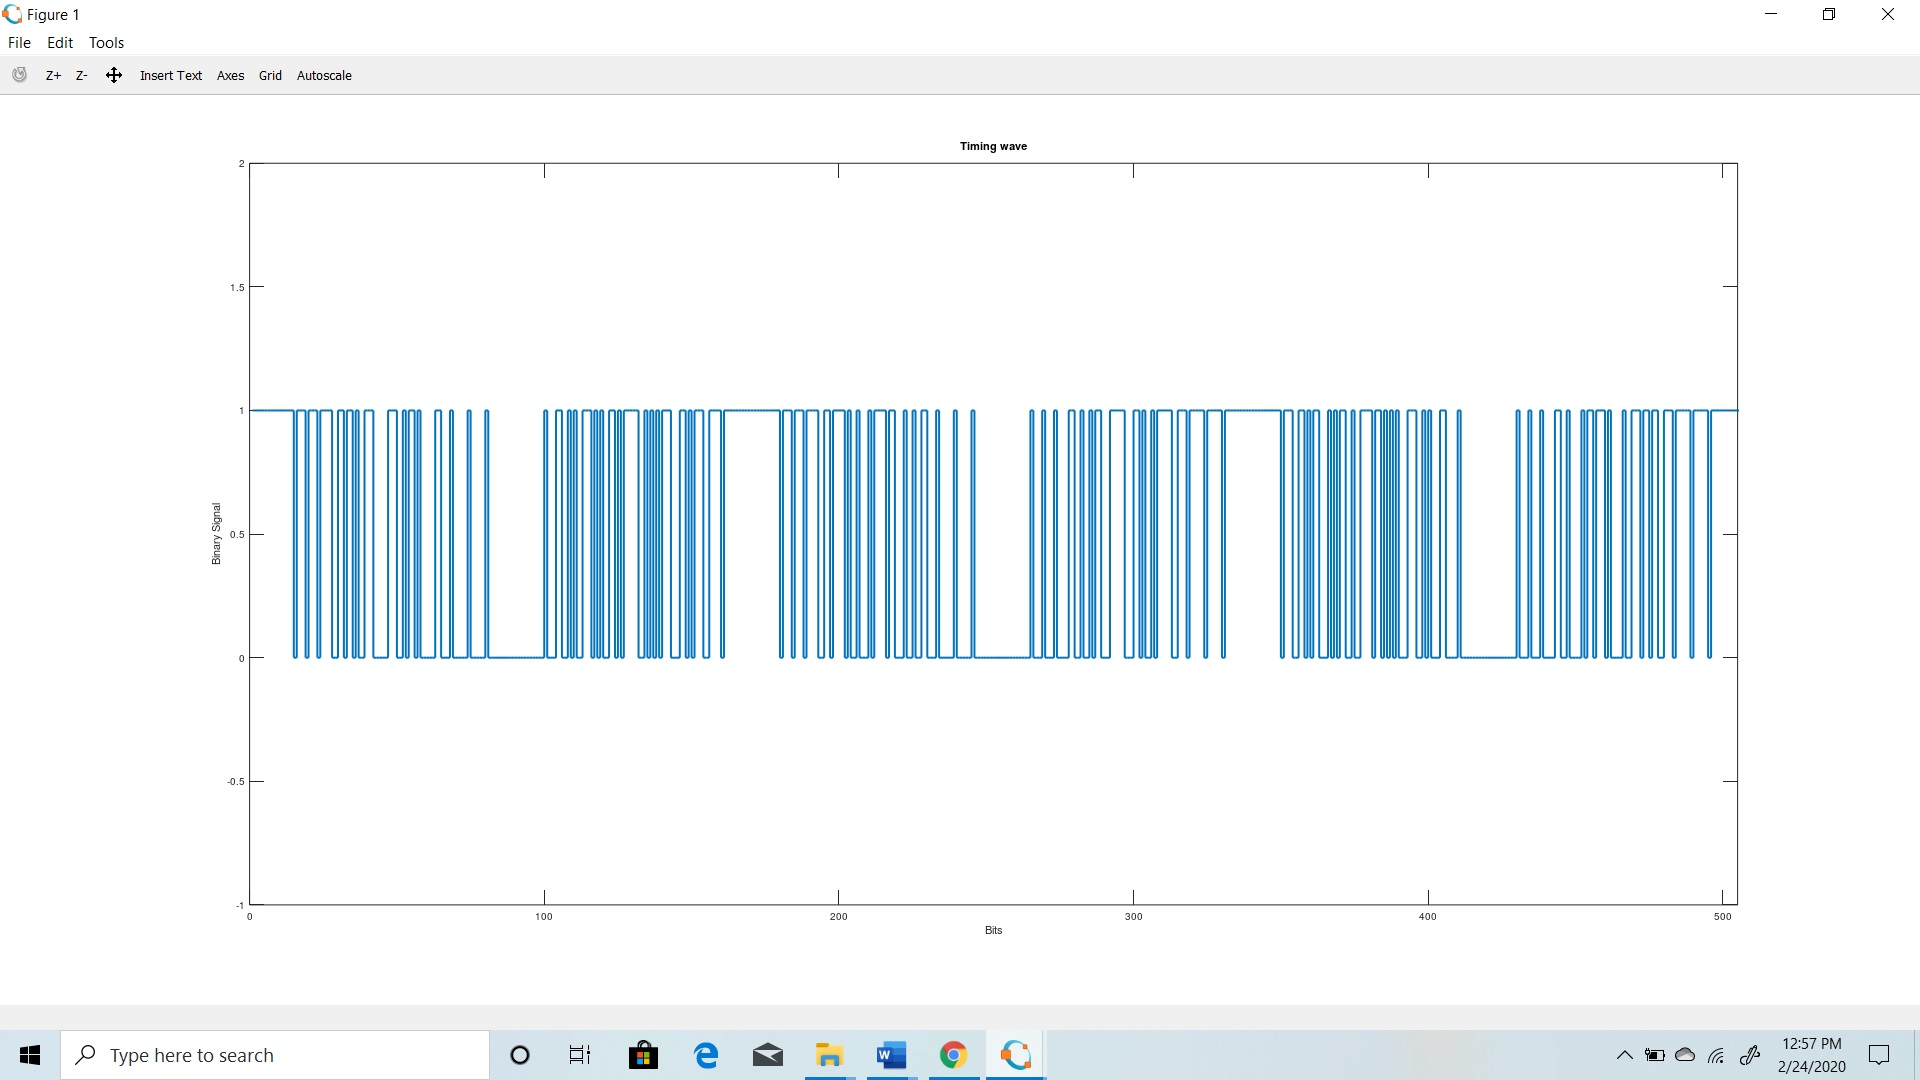 Figure 1
File Edit Tools
Z+ Z- Insert Text Axes Grid Autoscale
Timing wave
2
1.5
1
0.5
0
-0.5
-1
Binary Signal
0 100 200 300 400 500
Bits
Type here to search
12:57 PM
2/24/2020